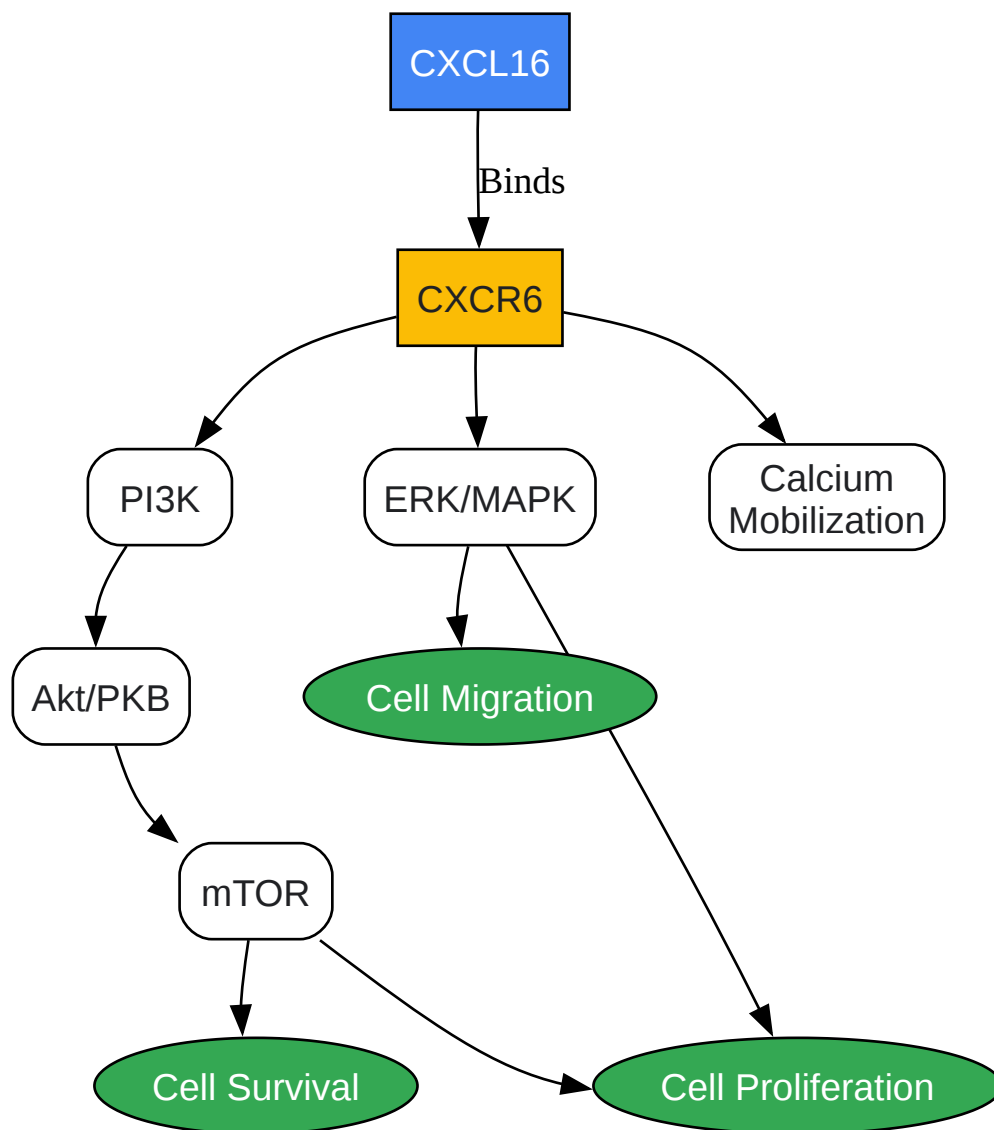 CXCL16
Binds
CXCR6
PI3K
ERK/MAPK
Calcium
Mobilization
Akt/PKB
Cell Migration
mTOR
Cell Survival
Cell Proliferation